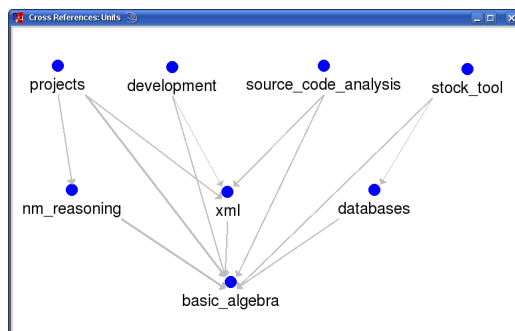 Cross References: Units
projects
development
source_code_analysis
stock_tool
nm_reasoning
xml
databases
basic_algebra